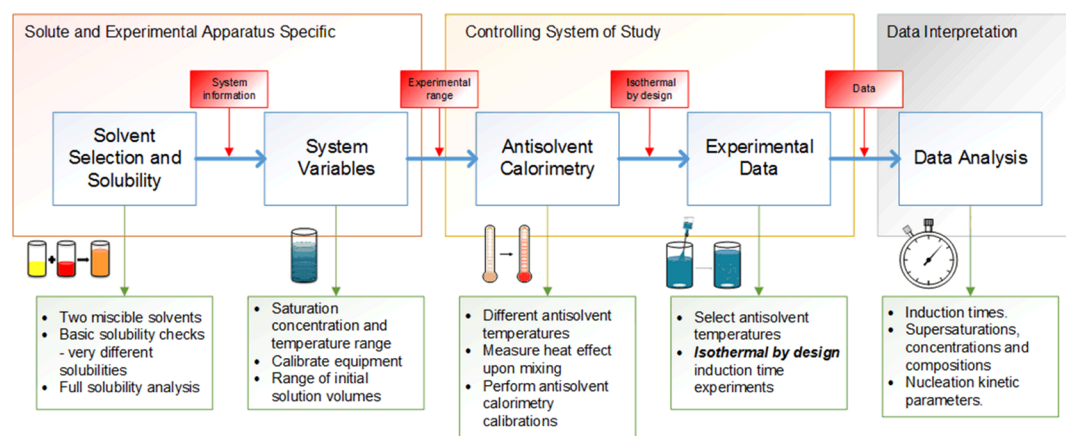 Solute and Experimental Apparatus Specific
Controlling System of Study
Data Interpretation
System
information
Experimental
range
Isothermal
by design
Data
Solvent
Selection and
Solubility
System
Variables
Antisolvent
Calorimetry
Experimental
Data
Data Analysis
• Two miscible solvents
• Basic solubility checks
- very different
solubilities
• Full solubility analysis
• Saturation
concentration and
temperature range
• Calibrate equipment
• Range of initial
solution volumes
• Different antisolvent
temperatures
• Measure heat effect
upon mixing
• Perform antisolvent
calorimetry
calibrations
• Select antisolvent
temperatures
• Isothermal by design
induction time
experiments
• Induction times.
• Supersaturations,
concentrations and
compositions
• Nucleation kinetic
parameters.